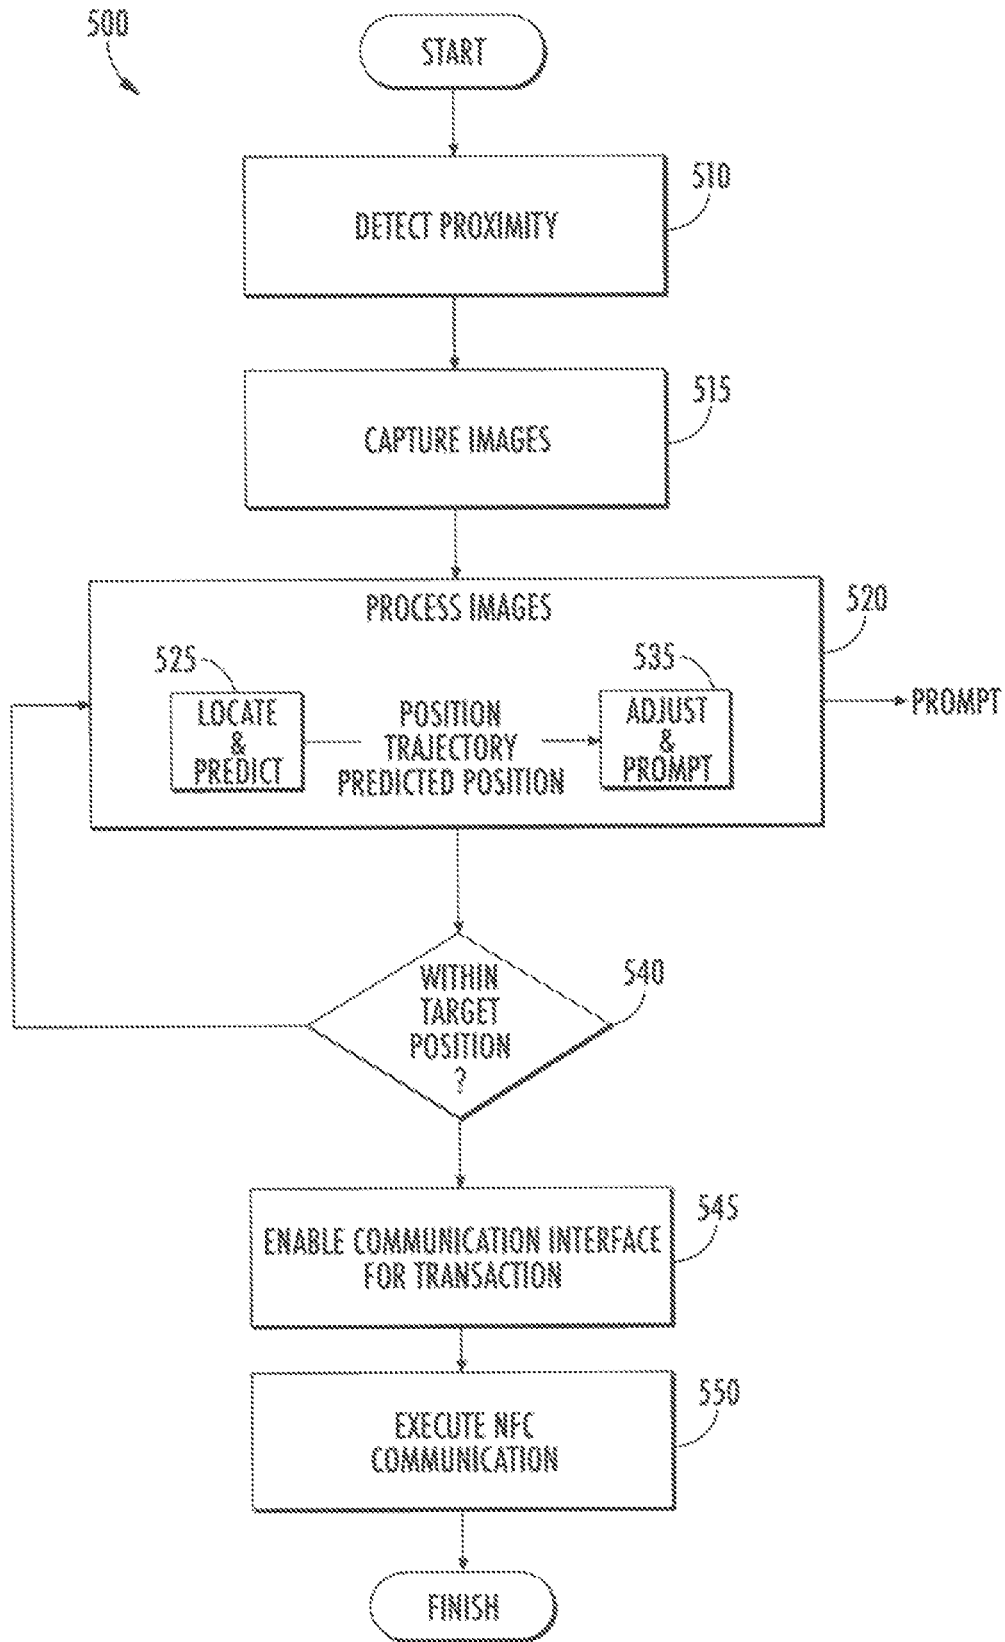 500
START
510
DETECT PROXIMITY
515
CAPTURE IMAGES
520
PROCESS IMAGES
525
535
LOCATE
&
PREDICT
POSITION
TRAJECTORY
PREDICTED POSITION
ADJUST
&
PROMPT
PROMPT
540
WITHIN
TARGET
POSITION
?
545
ENABLE COMMUNICATION INTERFACE
FOR TRANSACTION
550
EXECUTE NFC
COMMUNICATION
FINISH